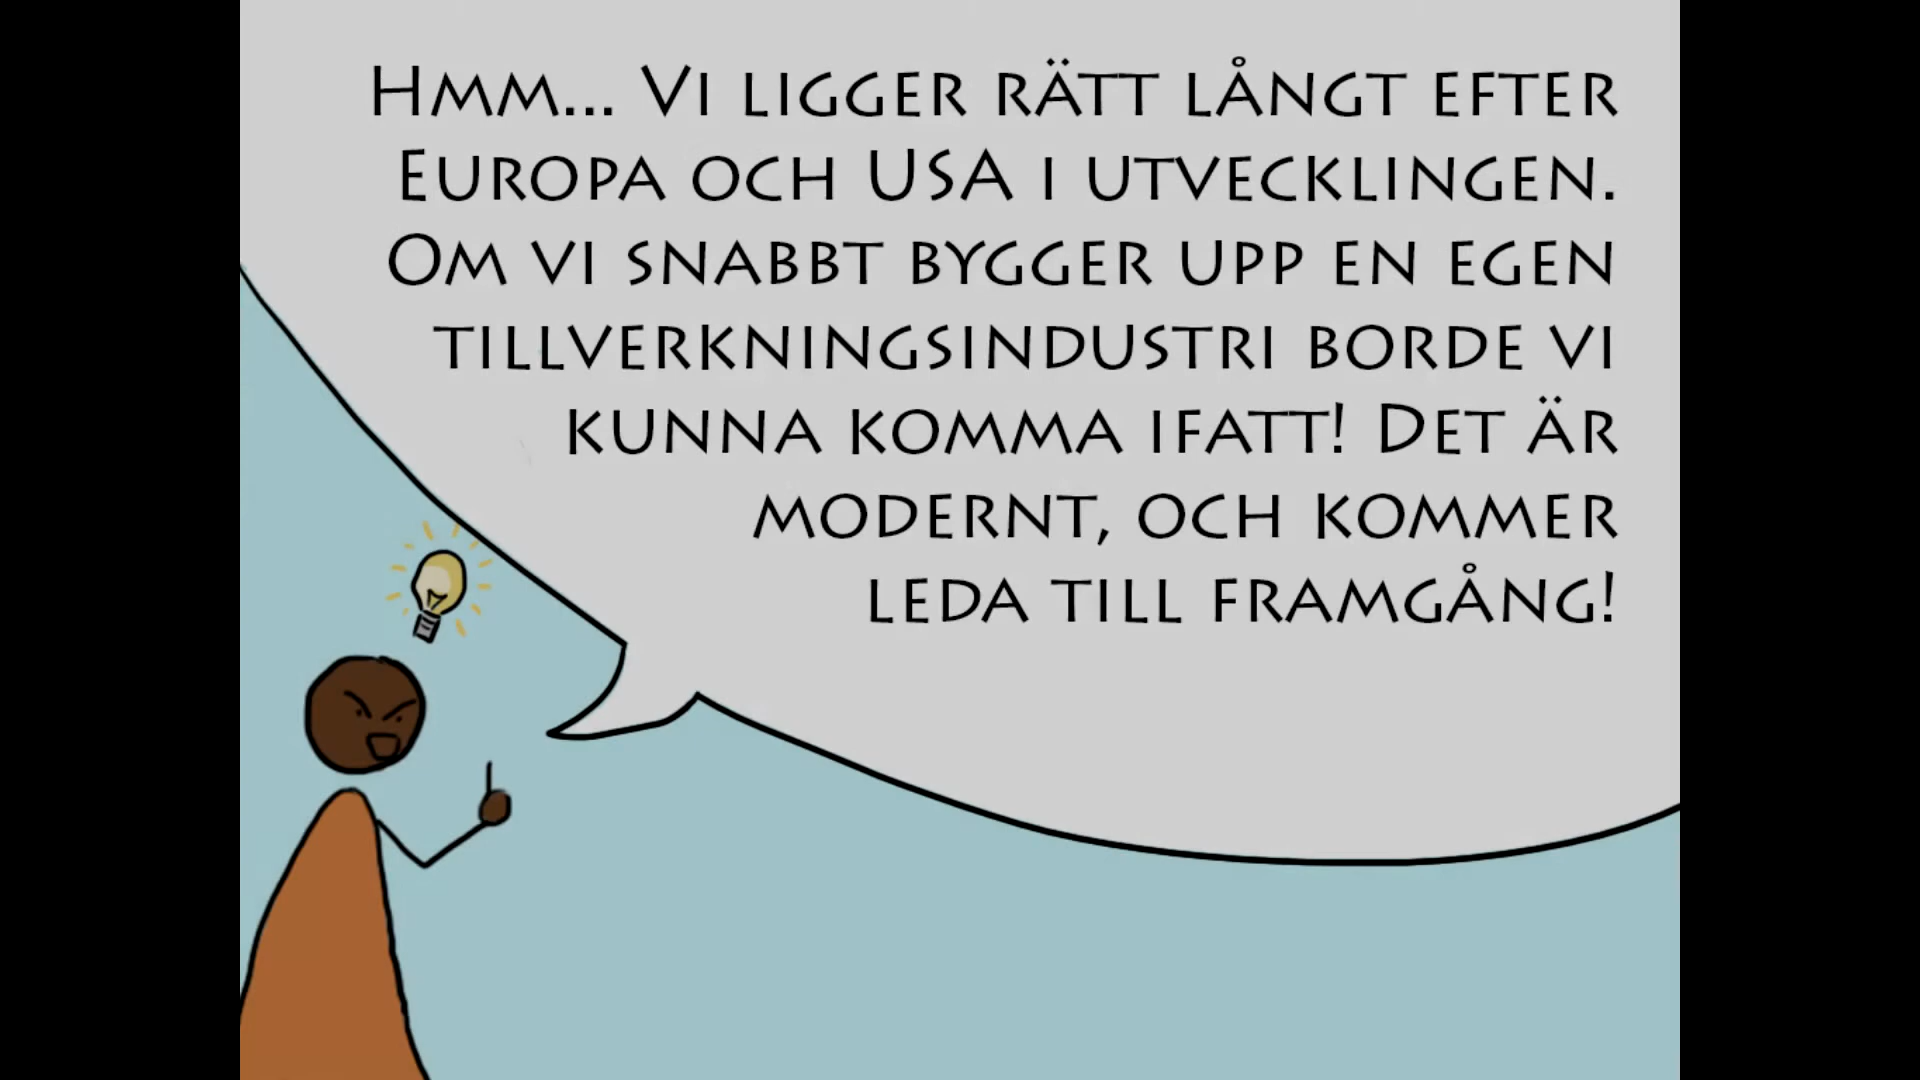 Hmm... Vi ligger rätt långt efter
Europa och USA i utvecklingen.
Om vi snabbt bygger upp en egen
tillverkningsindustri borde vi
kunna komma ifatt! Det är
modernt, och kommer
leda till framgång!